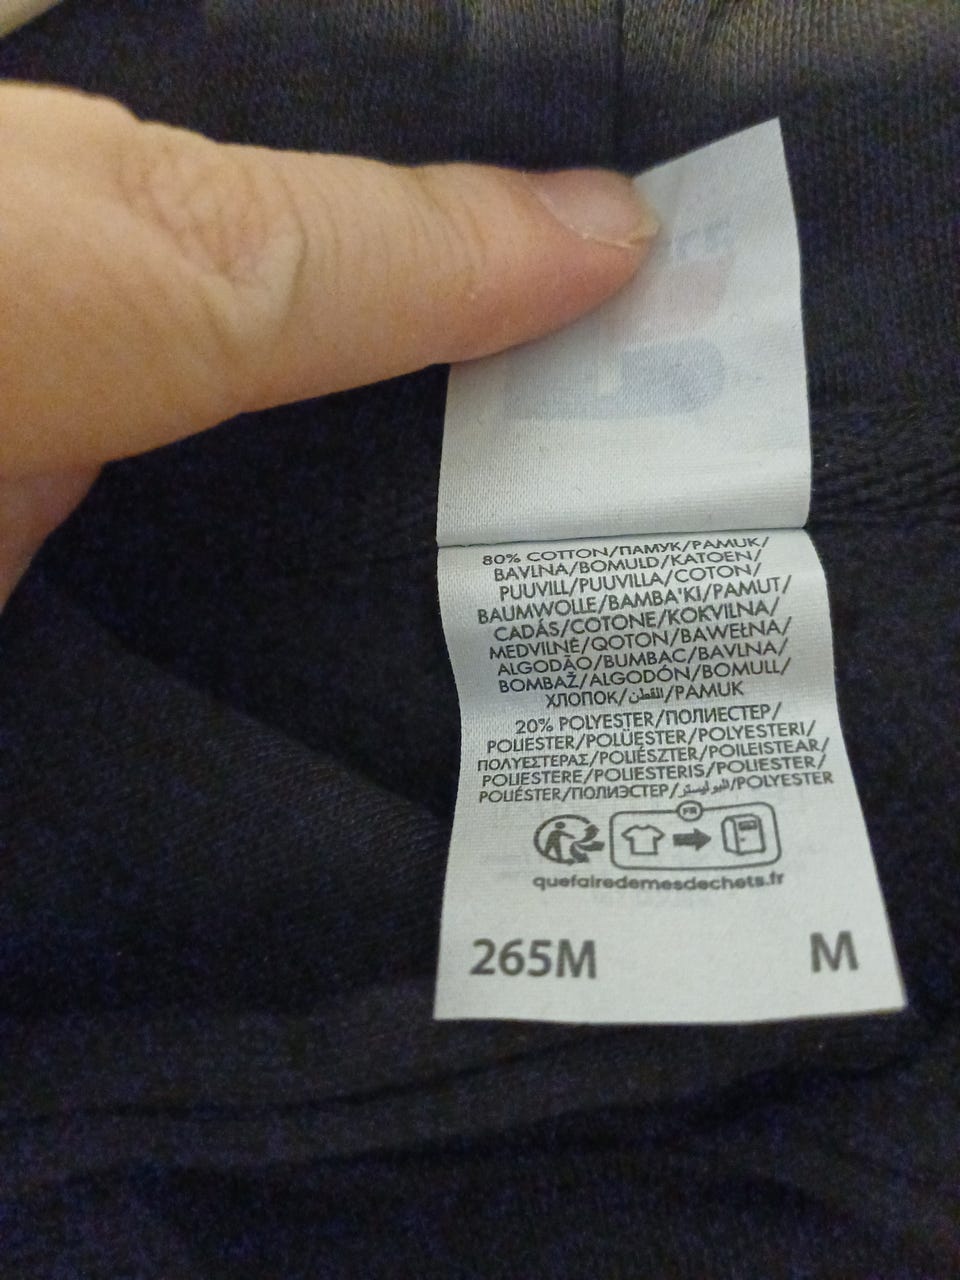 80% COTTON/ПАМУК/PAMUK/
BAVLNA/BOMULD/KATOEN/
PUUVILL/PUUVILLA/COTON/
BAUMWOLLE/BAMBA'KI/PAMUT/
CADÁS/COTONE/KOKVILNA/
MEDVILNĖ/QOTON/BAWEŁNA/
ALGODÃO/BUMBAC/BAVLNA/
BOMBAŽ/ALGODÓN/BOMULL/
ХЛОПОК/القطن/PAMUK
20% POLYESTER/ПОЛИЕСТЕР/
POLIESTER/POLÜESTER/POLYESTERI/
ΠΟΛΥΕΣΤΕΡΑΣ/POLIÉSZTER/POILEISTEAR/
POLIESTERE/POLIESTERIS/POLIESTER/
POLIÉSTER/ПОЛИЭСТЕР/البوليستر/POLYESTER
FR
quefairedemesdechets.fr
265M M